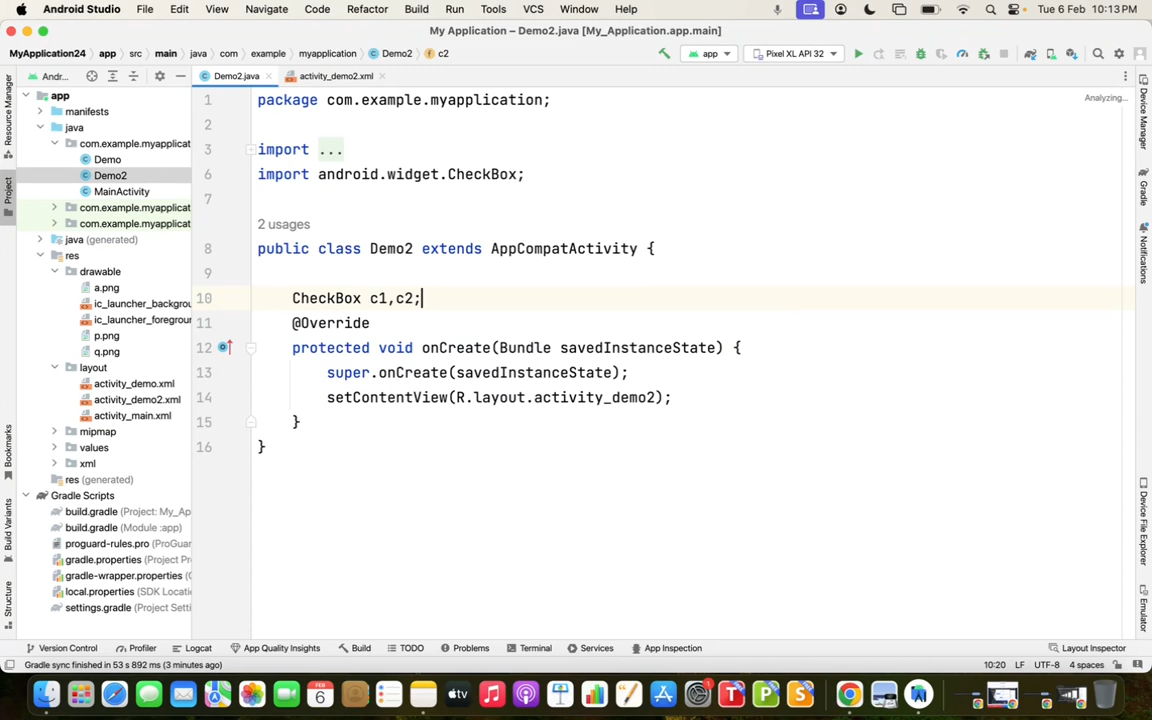 Android Studio File Edit View Navigate Code Refactor Build Run Tools VCS Window Help Tue 6 Feb 10:13 PM
My Application – Demo2.java [My_Application.app.main]
MyApplication24 app src main java com example myapplication Demo2 c2 app Pixel XL API 32
Andr... Demo2.java activity_demo2.xml
Resource Manager
Project
Bookmarks
Build Variants
Structure
app
manifests
java
com.example.myapplicat
Demo
Demo2
MainActivity
com.example.myapplicat
com.example.myapplicat
java (generated)
res
drawable
a.png
ic_launcher_backgrou
ic_launcher_foregroun
p.png
q.png
layout
activity_demo.xml
activity_demo2.xml
activity_main.xml
mipmap
values
xml
res (generated)
Gradle Scripts
build.gradle (Project: My_Ap
build.gradle (Module :app)
proguard-rules.pro (ProGuar
gradle.properties (Project Pr
gradle-wrapper.properties (G
local.properties (SDK Locati
settings.gradle (Project Sett
Analyzing...
1 package com.example.myapplication;
2
3 import ...
6 import android.widget.CheckBox;
7
2 usages
8 public class Demo2 extends AppCompatActivity {
9
10 CheckBox c1,c2;
11 @Override
12 protected void onCreate(Bundle savedInstanceState) {
13 super.onCreate(savedInstanceState);
14 setContentView(R.layout.activity_demo2);
15 }
16 }
Device Manager
Gradle
Notifications
Device File Explorer
Emulator
Version Control Profiler Logcat App Quality Insights Build TODO Problems Terminal Services App Inspection Layout Inspector
Gradle sync finished in 53 s 892 ms (3 minutes ago) 10:20 LF UTF-8 4 spaces
FEB
6 tv 1 T P S